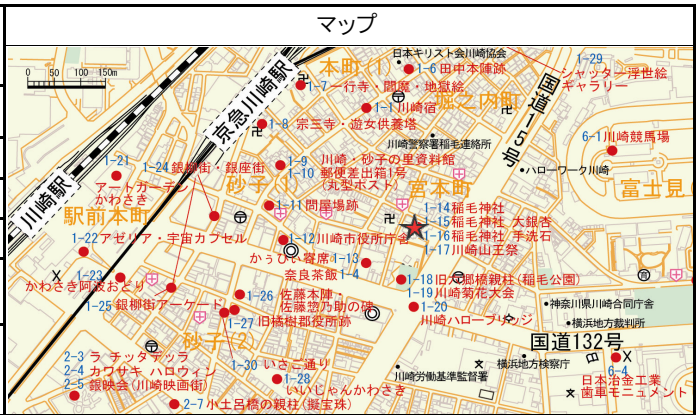 マップ
0 50 100 150m
日本キリスト会川崎協会
本町(1)
1-6 田中本陣跡
1-29
シャッター浮世絵
ギャラリー
1-7 一行寺・閻魔・地獄絵
堀之内町
国道15号
京急川崎駅
1-1 川崎宿
1-8 宗三寺・遊女供養塔
川崎警察署稲毛連絡所
6-1 川崎競馬場
1-21
アートガーデン
かわさき
1-24 銀柳街・銀座街
1-9 川崎・砂子の里資料館
1-10 郵便差出箱1号
(丸型ポスト)
ハローワーク川崎
砂子(1)
宮本町
富士見
川崎駅
駅前本町
1-11 問屋場跡
1-14 稲毛神社
1-15 稲毛神社 大銀杏
1-16 稲毛神社 手洗石
1-17 川崎山王祭
1-22 アゼリア・宇宙カプセル
1-12 川崎市役所庁舎
かっぴい寄席 1-13
奈良茶飯 1-4
1-23
かわさき阿波おどり
1-18 旧六郷橋親柱(稲毛公園)
1-19 川崎菊花大会
1-20
川崎ハローブリッジ
1-25 銀柳街アーケード
1-26 佐藤本陣・
佐藤惣乃助の碑
1-27 旧橘樹郡役所跡
神奈川県川崎合同庁舎
横浜地方裁判所
国道132号
砂子(2)
2-3 ラ チッタデッラ
2-4 カワサキ ハロウィン
2-5 銀映会(川崎映画街)
1-30 いさご通り
1-28
いいじゃんかわさき
横浜地方検察庁
川崎労働基準監督署
6-4
日本冶金工業
歯車モニュメント
2-7 小土呂橋の親柱(擬宝珠)